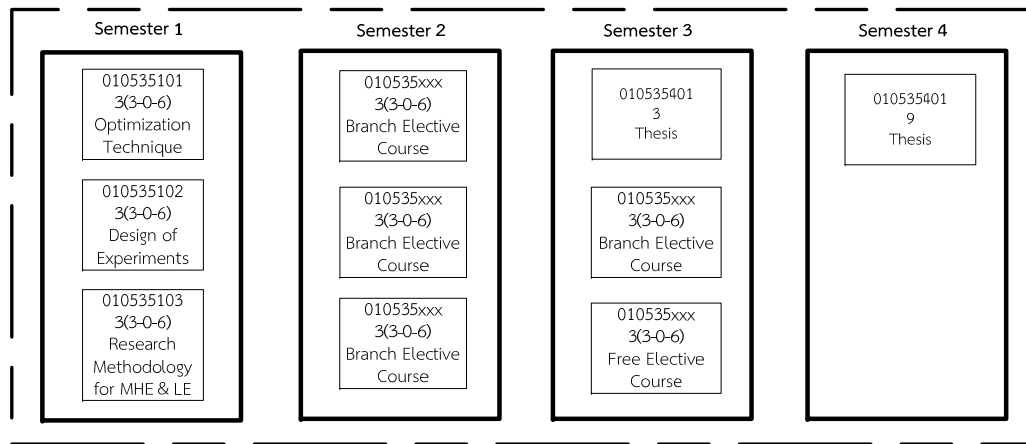 Semester 1
010535101
3(3-0-6)
Optimization
Technique
010535102
3(3-0-6)
Design of
Experiments
010535103
3(3-0-6)
Research
Methodology
for MHE & LE
Semester 2
010535xxx
3(3-0-6)
Branch Elective
Course
010535xxx
3(3-0-6)
Branch Elective
Course
010535xxx
3(3-0-6)
Branch Elective
Course
Semester 3
010535401
3
Thesis
010535xxx
3(3-0-6)
Branch Elective
Course
010535xxx
3(3-0-6)
Free Elective
Course
Semester 4
010535401
9
Thesis